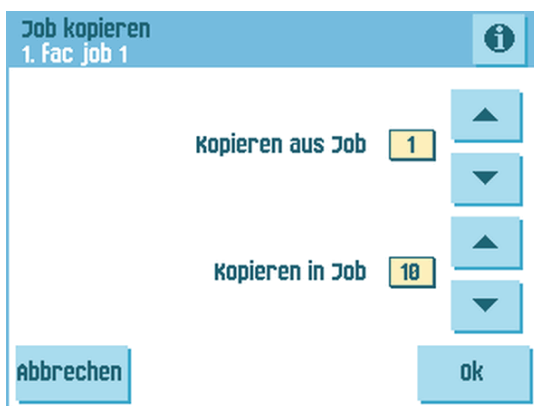 Job kopieren
1. Fac job 1
Kopieren aus Job 1
Kopieren in Job 10
Abbrechen
Ok